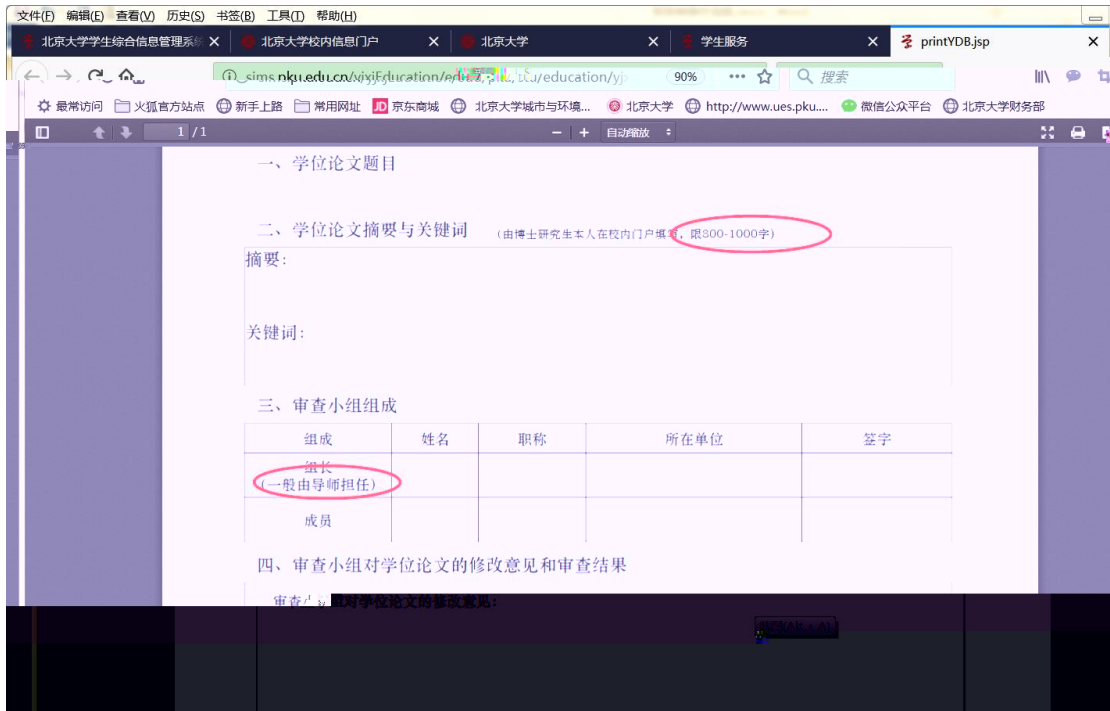 文件(F) 编辑(E) 查看(V) 历史(S) 书签(B) 工具(T) 帮助(H)
北京大学学生综合信息管理系统 × 北京大学校内信息门户 × 北京大学 × 学生服务 × printYDB.jsp ×
90% ··· 搜索
最常访问 火狐官方站点 新手上路 常用网址 JD 京东商城 北京大学城市与环境... 北京大学 http://www.ues.pku.... 微信公众平台 北京大学财务部
1 / 1 — + 自动缩放
一、学位论文题目
二、学位论文摘要与关键词 (由博士研究生本人在校内门户填写，限800-1000字)
摘要:
关键词:
三、审查小组组成
组成 姓名 职称 所在单位 签字
组长
(一般由导师担任)
成员
四、审查小组对学位论文的修改意见和审查结果
审查小组对学位论文的修改意见: